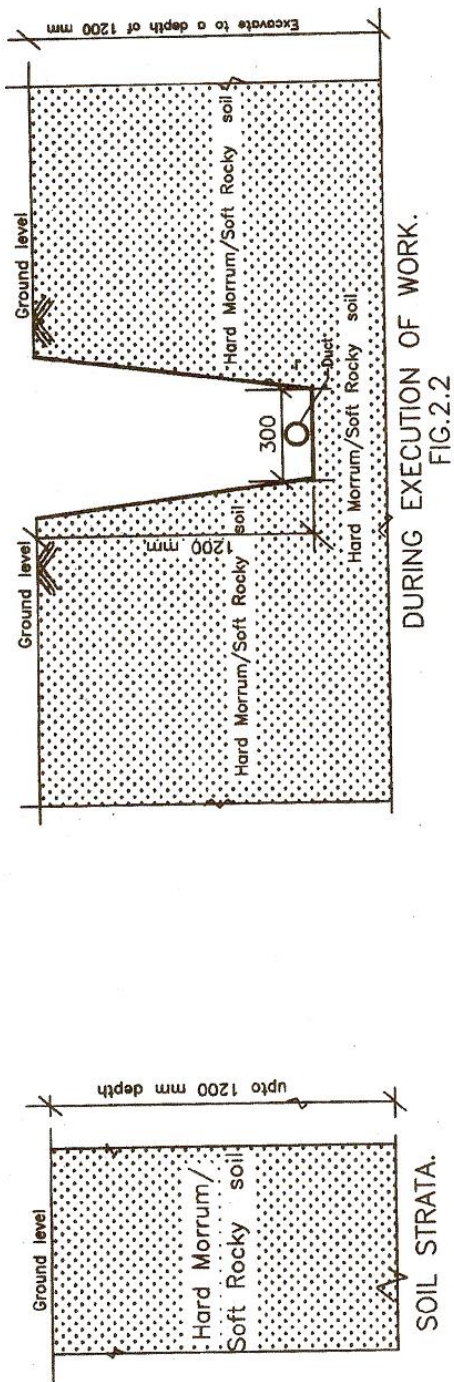 Ground level
Hard Morrum/
Soft Rocky soil
upto 1200 mm depth
SOIL STRATA.
Ground level
Hard Morrum/Soft Rocky soil
1200 mm
300
Duct
Ground level
Hard Morrum/Soft Rocky soil
Hard Morrum/Soft Rocky soil
Excavate to a depth of 1200 mm
DURING EXECUTION OF WORK.
FIG.2.2